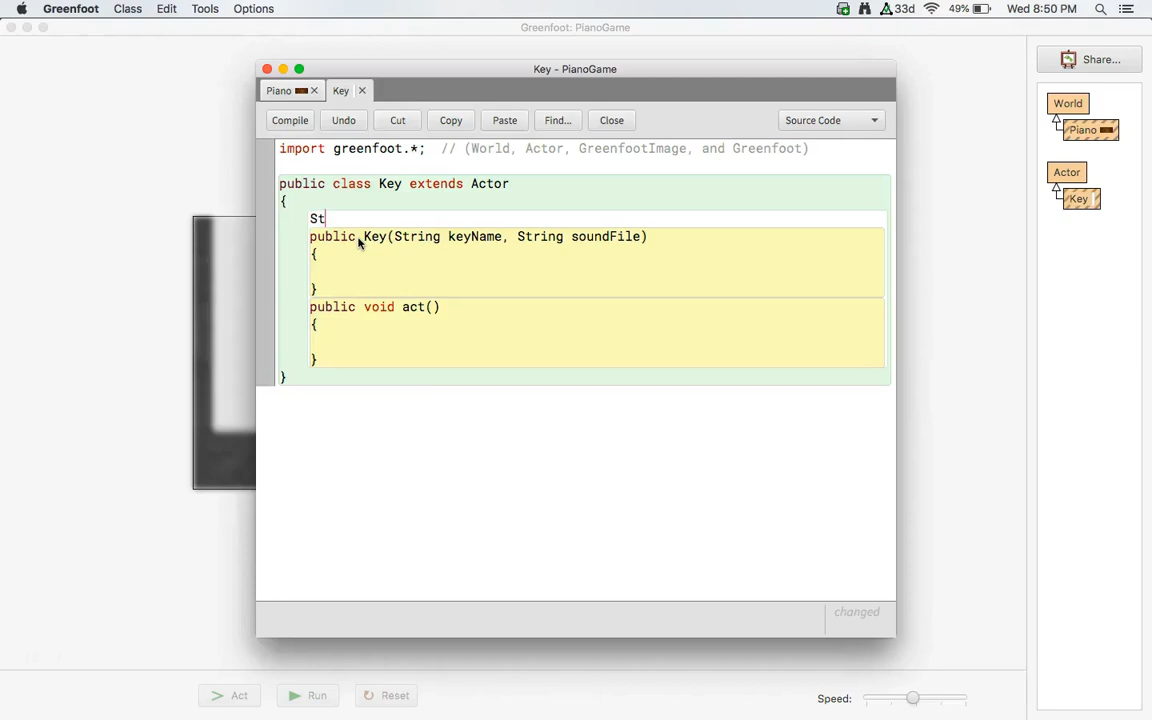 Greenfoot Class Edit Tools Options 33d 49% Wed 8:50 PM
Greenfoot: PianoGame
Share...
Key - PianoGame
Piano Key
Compile Undo Cut Copy Paste Find... Close Source Code
World
Piano
Actor
Key
import greenfoot.*; // (World, Actor, GreenfootImage, and Greenfoot)
public class Key extends Actor
{
St
public Key(String keyName, String soundFile)
{
}
public void act()
{
}
}
changed
Act Run Reset Speed: